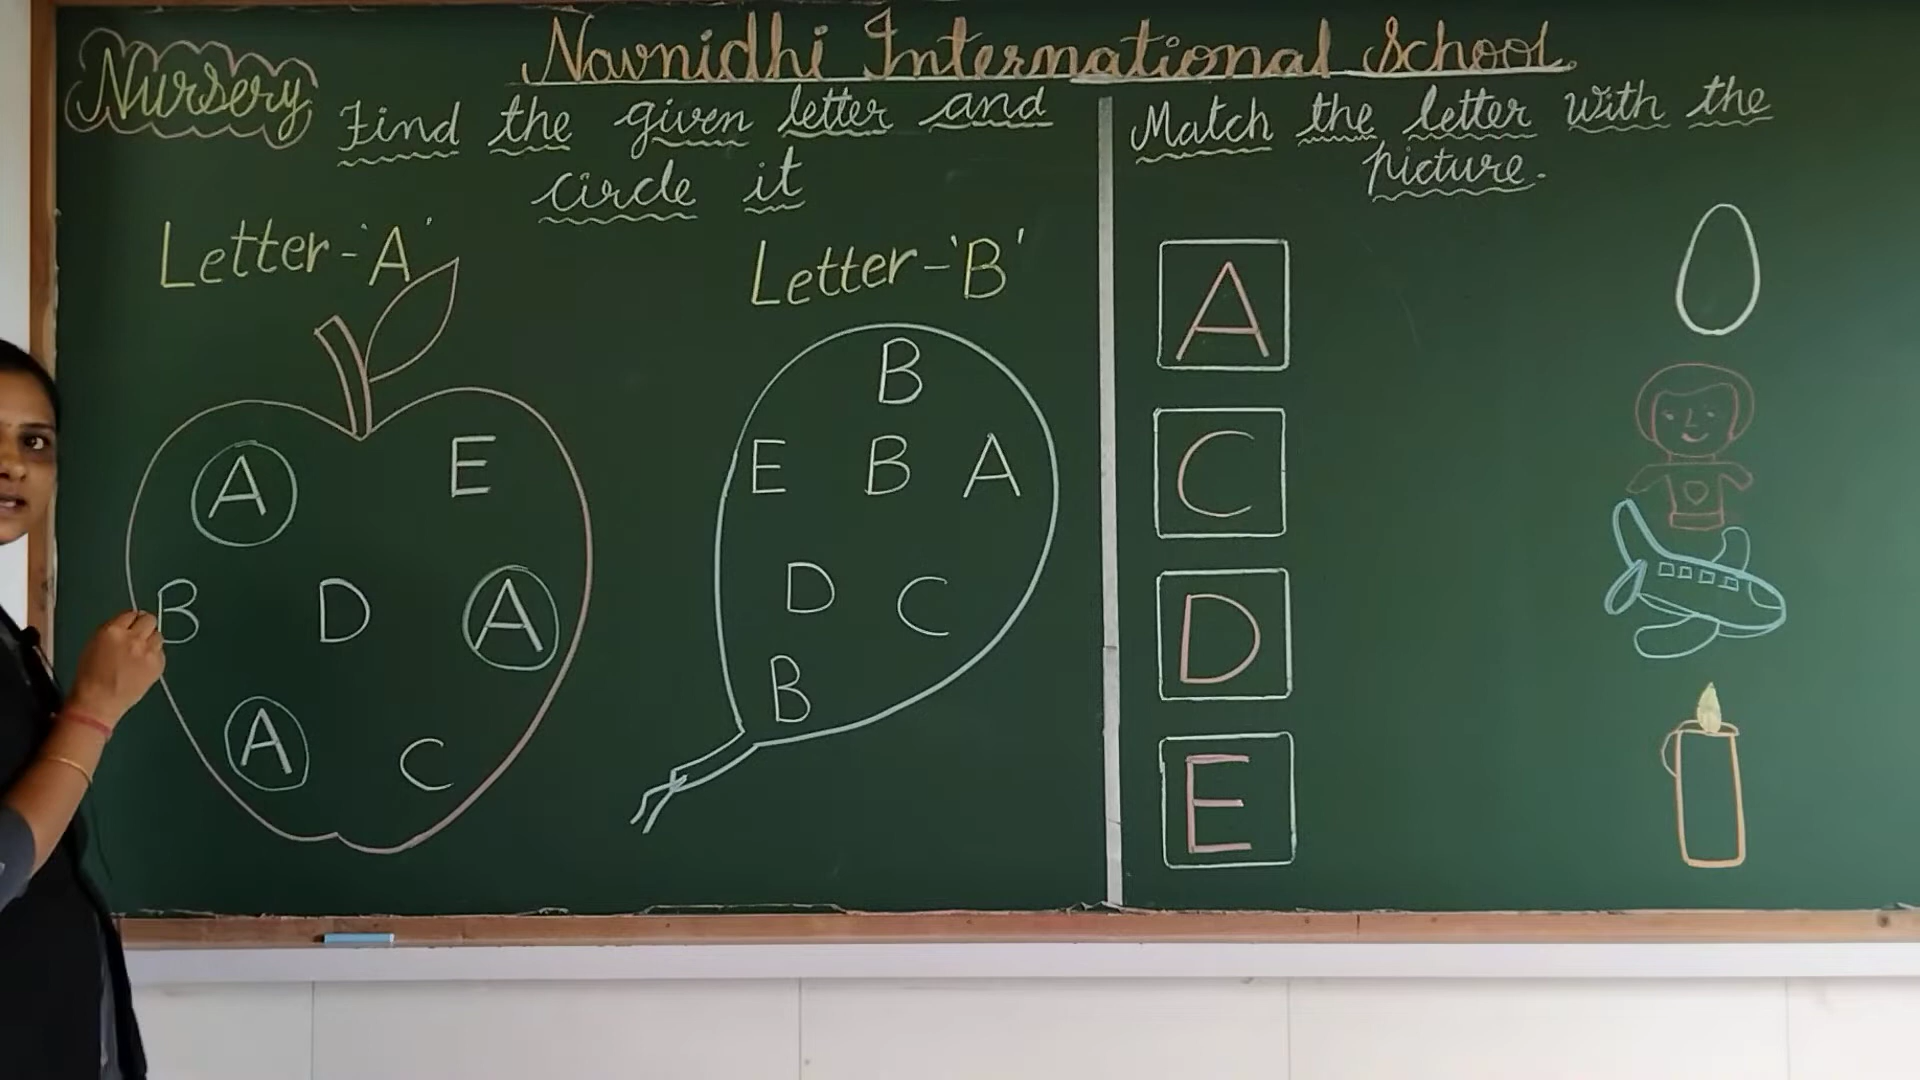 Nursery
Navnidhi International School.
Find the given letter and
circle it
Letter-'A'
A E
B D A
A C
Letter-'B'
B
E B A
D C
B
Match the letter with the
picture.
A
C
D
E